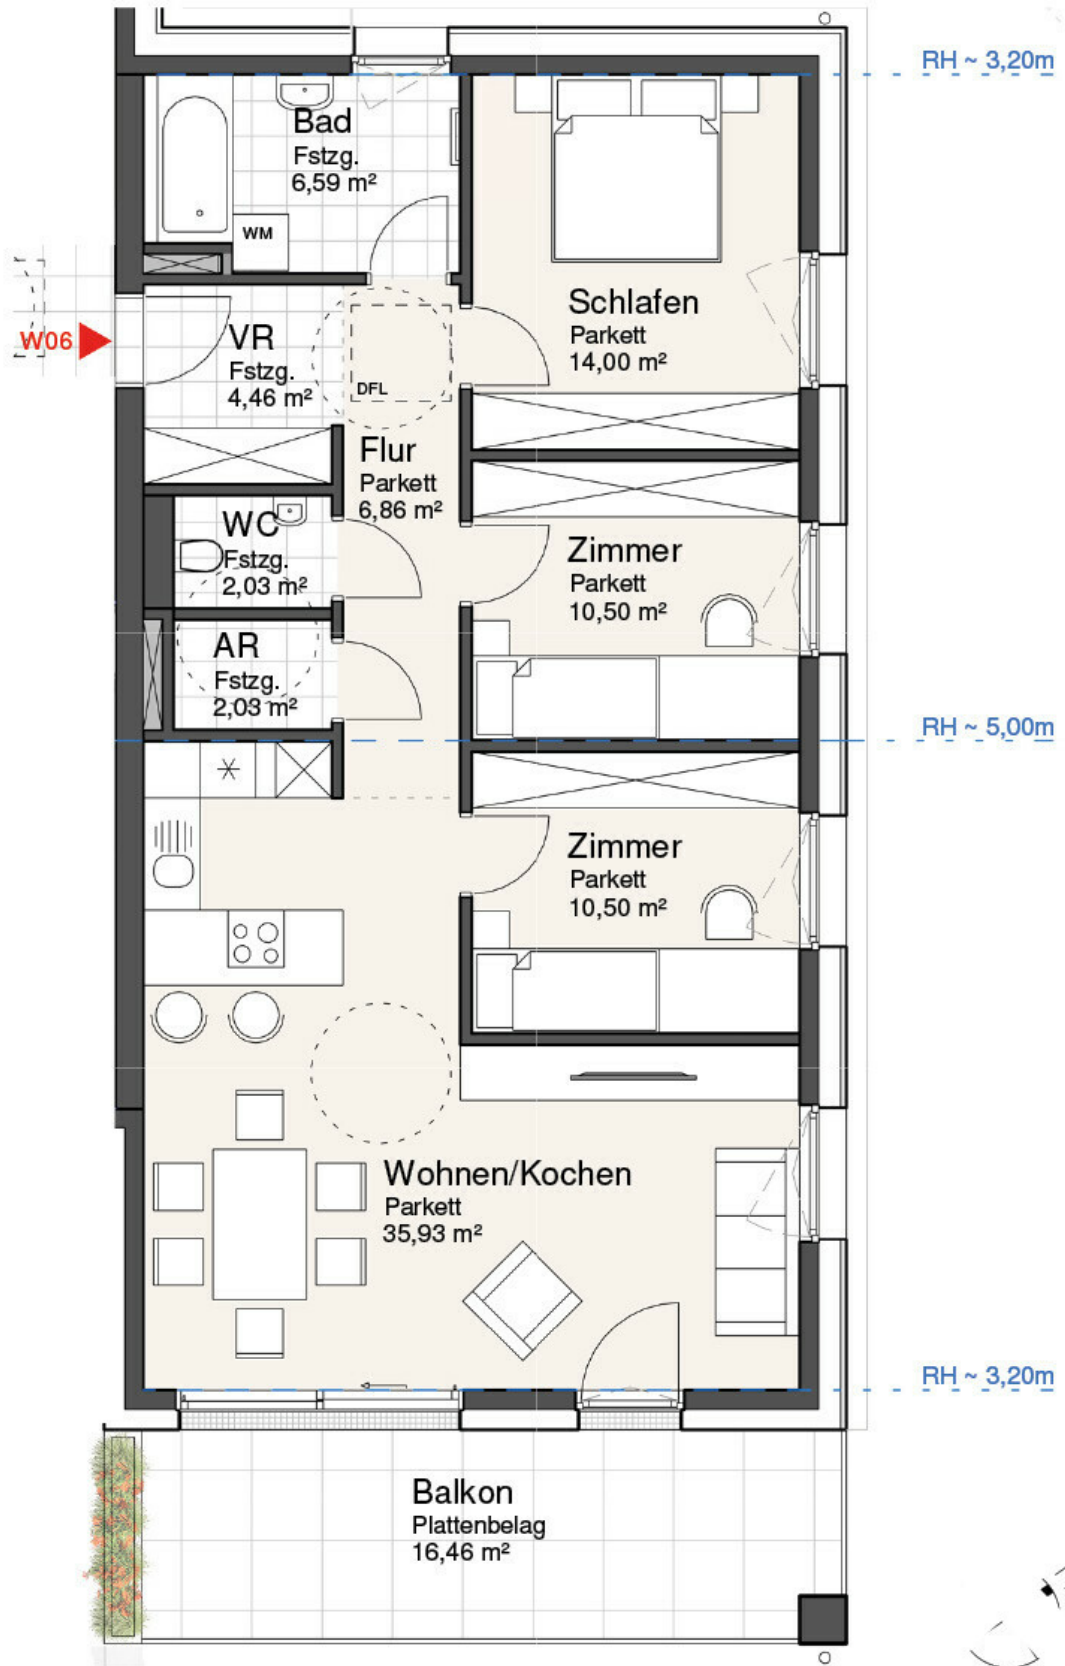 RH ~ 3,20m
Bad
Fstzg.
6,59 m²
WM
Schlafen
Parkett
14,00 m²
W06
VR
Fstzg.
4,46 m²
DFL
Flur
Parkett
6,86 m²
WC
Fstzg.
2,03 m²
Zimmer
Parkett
10,50 m²
AR
Fstzg.
2,03 m²
RH ~ 5,00m
Zimmer
Parkett
10,50 m²
Wohnen/Kochen
Parkett
35,93 m²
RH ~ 3,20m
Balkon
Plattenbelag
16,46 m²